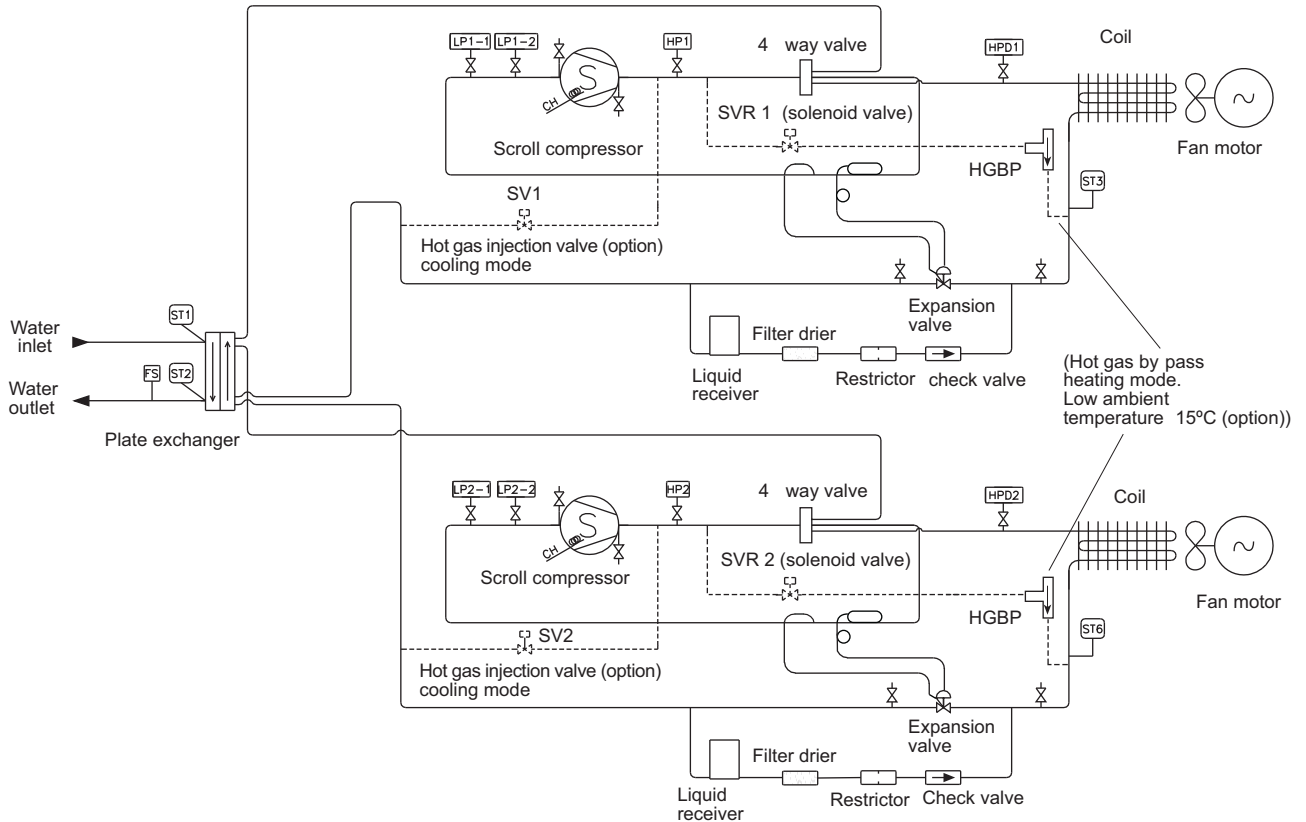 LP1-1
LP1-2
HP1
4 way valve
HPD1
Coil
CH
SVR 1 (solenoid valve)
Scroll compressor
HGBP
Fan motor
SV1
ST3
Hot gas injection valve (option)
cooling mode
Expansion
valve
ST1
Water
inlet
Filter drier
FS
ST2
Water
outlet
Liquid
receiver
Restrictor
check valve
(Hot gas by pass
heating mode.
Low ambient
temperature 15ºC (option))
Plate exchanger
LP2-1
LP2-2
HP2
4 way valve
HPD2
Coil
CH
SVR 2 (solenoid valve)
Scroll compressor
HGBP
Fan motor
SV2
ST6
Hot gas injection valve (option)
cooling mode
Expansion
valve
Filter drier
Liquid
receiver
Restrictor
Check valve